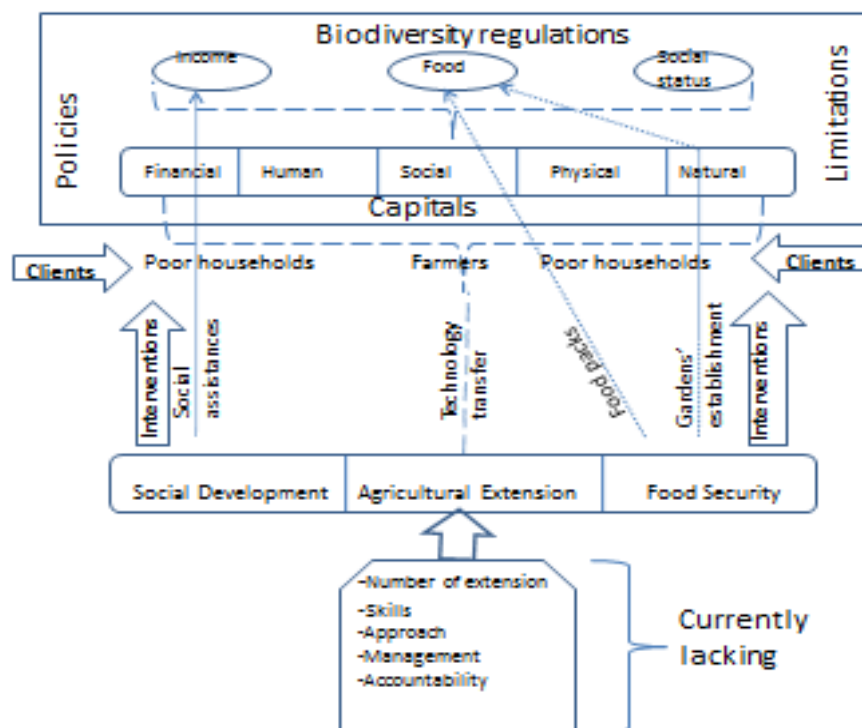 Biodiversity regulations
Income
Food
Social
status
Policies
Limitations
Financial
Human
Social
Physical
Natural
Capitals
Clients
Poor households
Farmers
Poor households
Clients
Interventions
Social
assistances
Technology
transfer
Food packs
Gardens'
establishment
Interventions
Social Development
Agricultural Extension
Food Security
-Number of extension
-Skills
-Approach
-Management
-Accountability
Currently
lacking